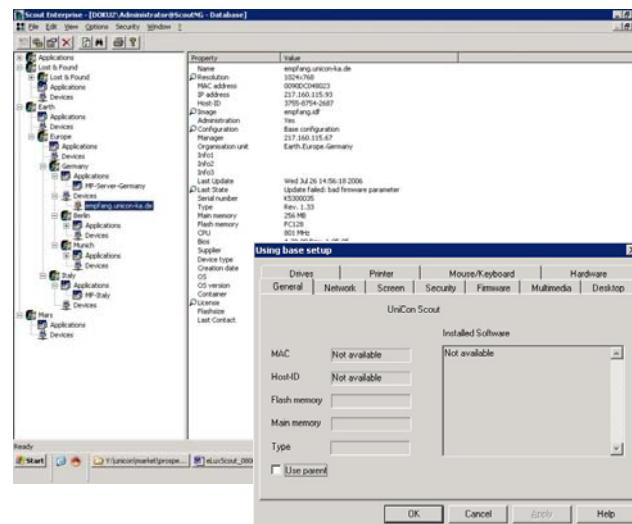 Scout Enterprise - [DOKUZ\Administrator@ScoutNG - Database]
File Edit View Options Security Window ?
Applications
Lost & Found
Lost & Found
Applications
Devices
Earth
Applications
Devices
Europe
Applications
Devices
Germany
Applications
MF-Server-Germany
Devices
empfang.unicon-ka.de
Berlin
Applications
Devices
Munich
Applications
Devices
Italy
Applications
MF-Italy
Devices
Mars
Applications
Devices
Property Value
Name empfang.unicon-ka.de
Resolution 1024x768
MAC address 0090DC048023
IP address 217.160.115.93
Host-ID 3755-8754-2687
Image empfang.idf
Administration Yes
Configuration Base configuration
Manager 217.160.115.67
Organisation unit Earth.Europe.Germany
Info1
Info2
Info3
Last Update Wed Jul 26 14:56:18 2006
Last State Update failed: bad firmware parameter
Serial number K5300035
Type Rev. 1.33
Main memory 256 MB
Flash memory FC128
CPU 801 MHz
Bios
Supplier
Device type
Creation date
OS
OS version
Container
License
Flashsize
Last Contact
Ready
Start
Using base setup
Drives Printer Mouse/Keyboard Hardware
General Network Screen Security Firmware Multimedia Desktop
UniCon Scout
Installed Software
MAC Not available Not available
Host-ID Not available
Flash memory
Main memory
Type
Use parent
OK Cancel Apply Help